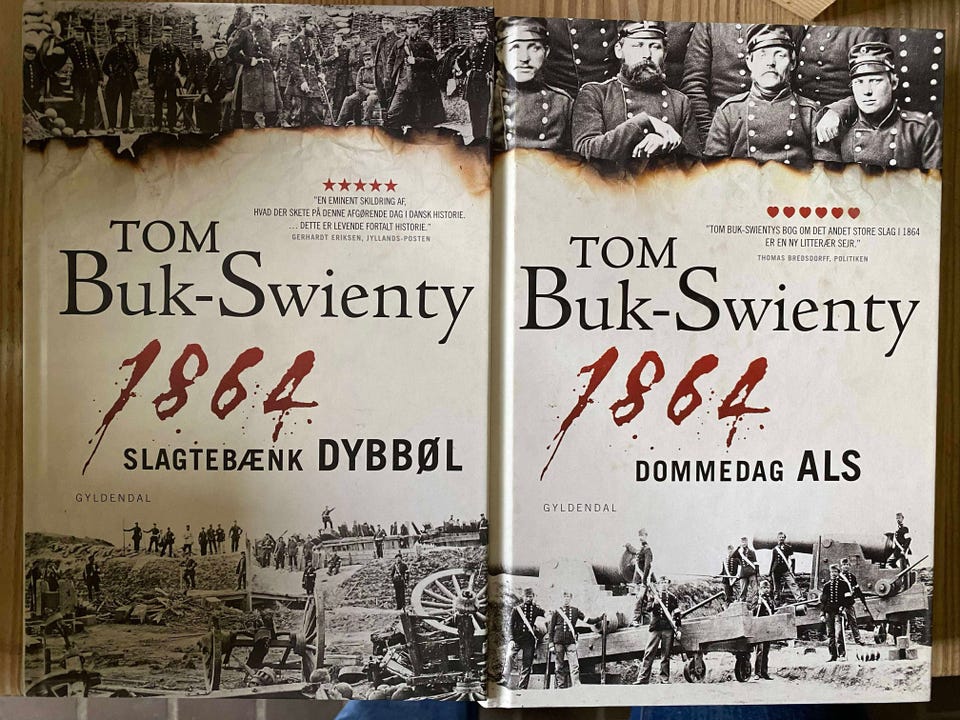 ★★★★★
"EN EMINENT SKILDRING AF,
HVAD DER SKETE PÅ DENNE AFGØRENDE DAG I DANSK HISTORIE.
... DETTE ER LEVENDE FORTALT HISTORIE."
GERHARDT ERIKSEN, JYLLANDS-POSTEN
TOM
Buk-Swienty
1864
SLAGTEBÆNK DYBBØL
GYLDENDAL
♥♥♥♥♥♥
"TOM BUK-SWIENTYS BOG OM DET ANDET STORE SLAG I 1864
ER EN NY LITTERÆR SEJR."
THOMAS BREDSDORFF, POLITIKEN
TOM
Buk-Swienty
1864
DOMMEDAG ALS
GYLDENDAL